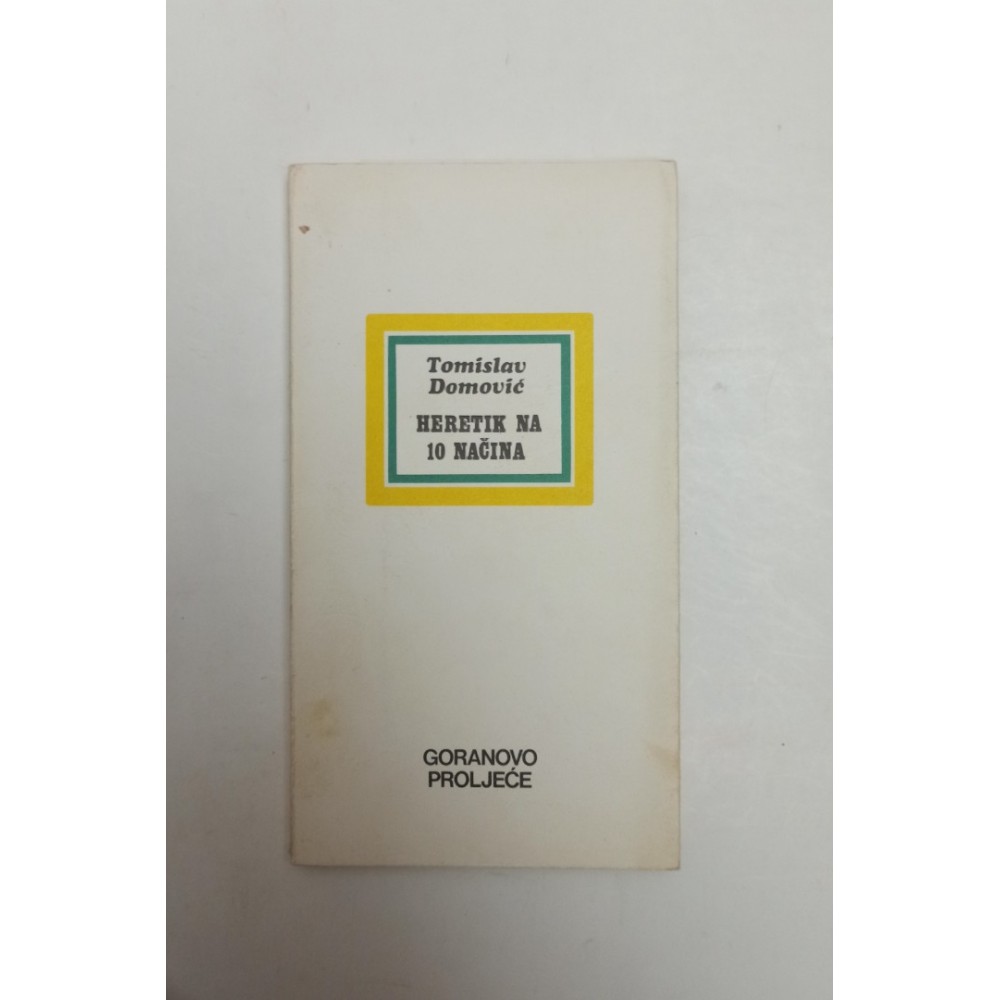 Tomislav
Domović
HERETIK NA
10 NAČINA
GORANOVO
PROLJEĆE